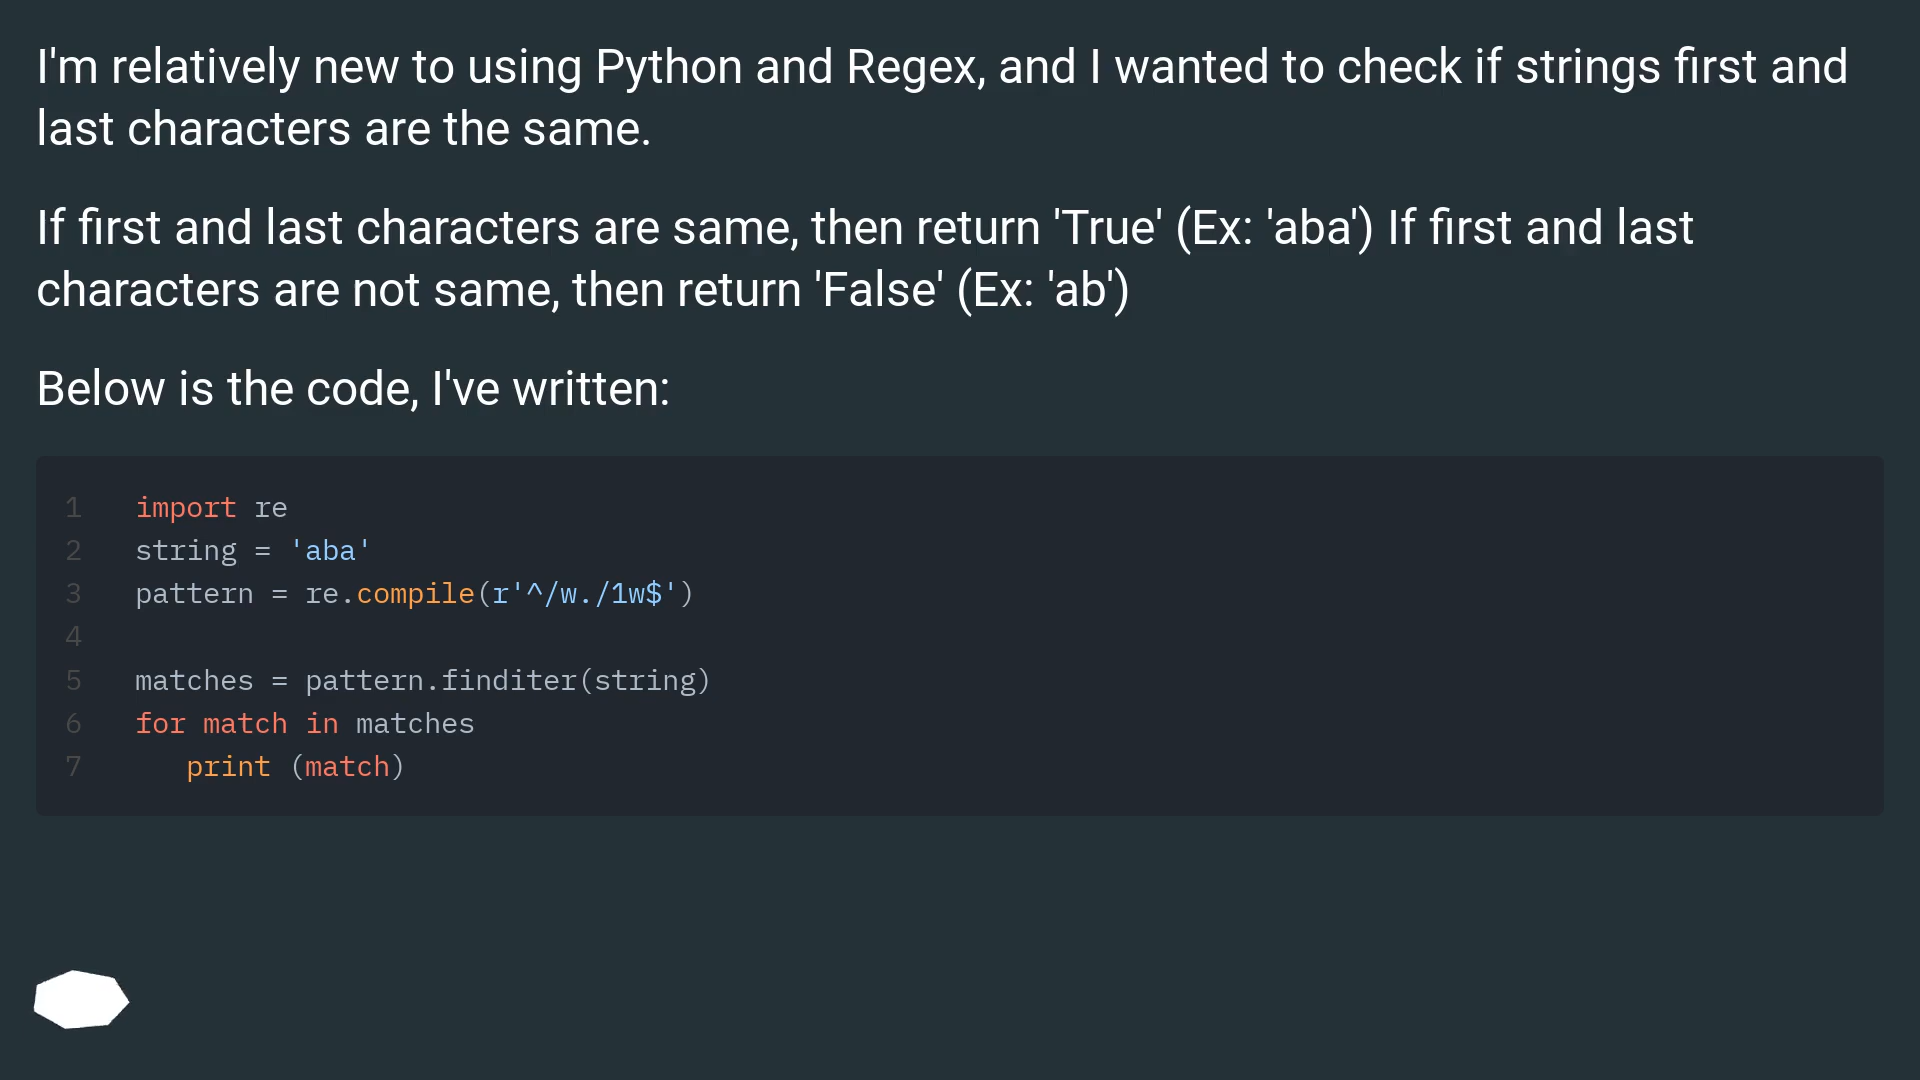 I'm relatively new to using Python and Regex, and I wanted to check if strings first and
last characters are the same.
If first and last characters are same, then return 'True' (Ex: 'aba') If first and last
characters are not same, then return 'False' (Ex: 'ab')
Below is the code, I've written:
1 import re
2 string = 'aba'
3 pattern = re.compile(r'^/w./1w$')
4
5 matches = pattern.finditer(string)
6 for match in matches
7    print (match)